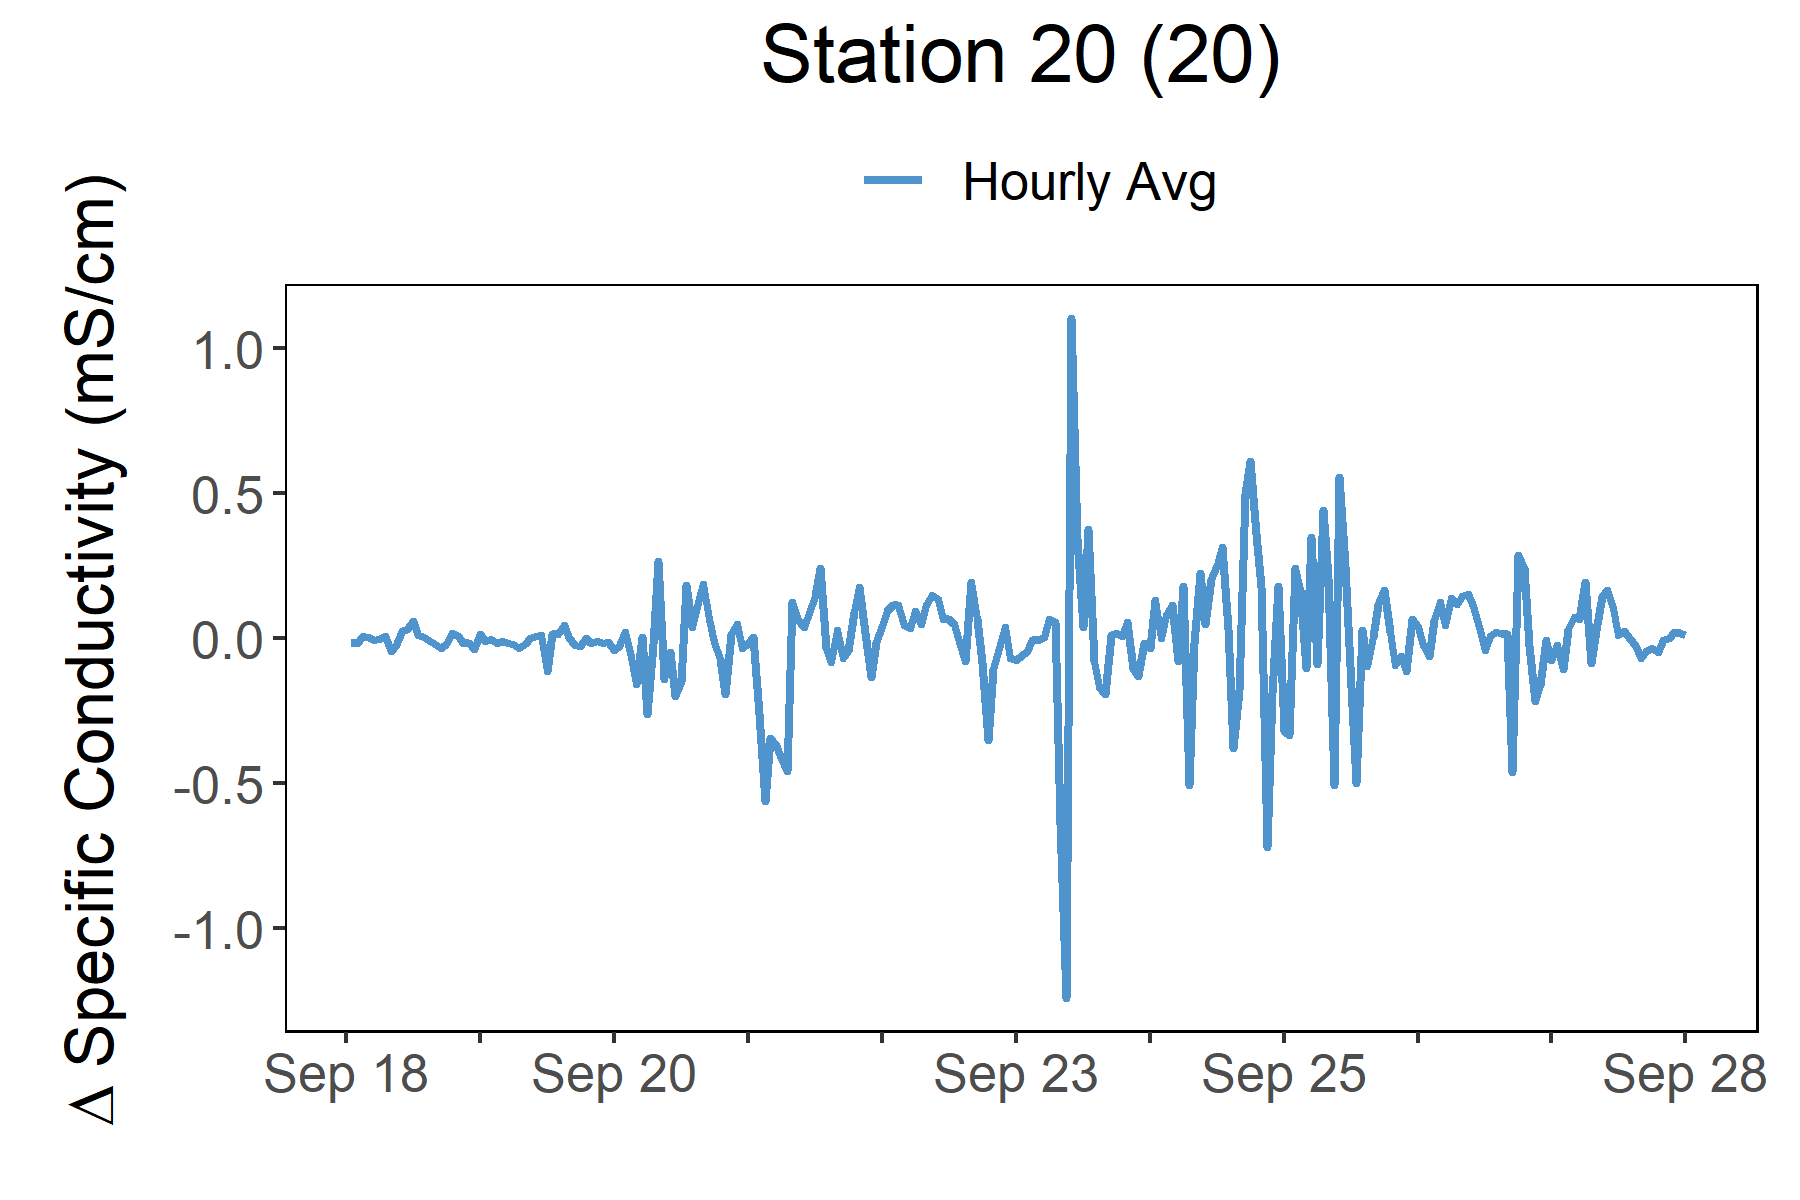 Station 20 (20)
Hourly Avg
Δ Specific Conductivity (mS/cm)
1.0
0.5
0.0
-0.5
-1.0
Sep 18
Sep 20
Sep 23
Sep 25
Sep 28